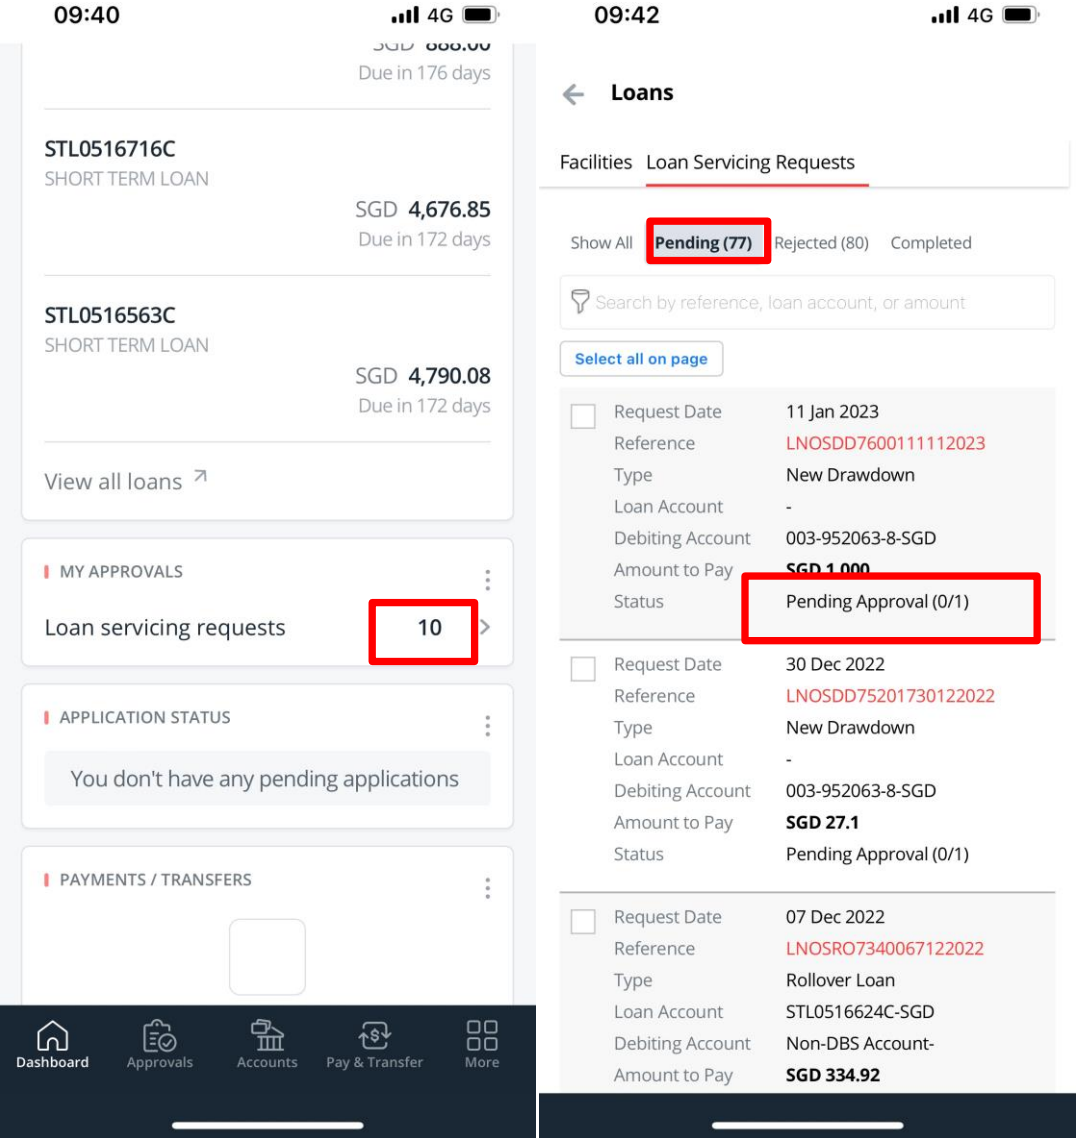 09:40
4G
SGD 888.00
Due in 176 days
STL0516716C
SHORT TERM LOAN
SGD 4,676.85
Due in 172 days
STL0516563C
SHORT TERM LOAN
SGD 4,790.08
Due in 172 days
View all loans
MY APPROVALS
Loan servicing requests 10
APPLICATION STATUS
You don't have any pending applications
PAYMENTS / TRANSFERS
Dashboard Approvals Accounts Pay & Transfer More
09:42
4G
Loans
Facilities Loan Servicing Requests
Show All Pending (77) Rejected (80) Completed
Search by reference, loan account, or amount
Select all on page
Request Date 11 Jan 2023
Reference LNOSDD7600111112023
Type New Drawdown
Loan Account -
Debiting Account 003-952063-8-SGD
Amount to Pay SGD 1,000
Status Pending Approval (0/1)
Request Date 30 Dec 2022
Reference LNOSDD75201730122022
Type New Drawdown
Loan Account -
Debiting Account 003-952063-8-SGD
Amount to Pay SGD 27.1
Status Pending Approval (0/1)
Request Date 07 Dec 2022
Reference LNOSRO7340067122022
Type Rollover Loan
Loan Account STL0516624C-SGD
Debiting Account Non-DBS Account-
Amount to Pay SGD 334.92